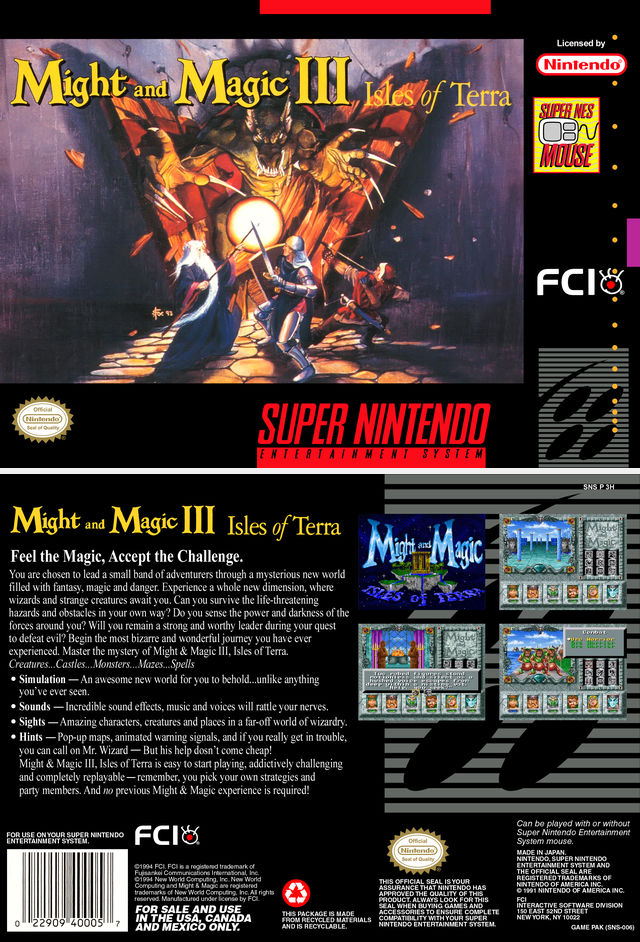 Might and Magic III Isles of Terra
Licensed by
Nintendo
SUPER NES
MOUSE
FCI
Official
Nintendo
Seal of Quality
SUPER NINTENDO
ENTERTAINMENT SYSTEM
SNS P 3H
Might and Magic III Isles of Terra
Feel the Magic, Accept the Challenge.
You are chosen to lead a small band of adventurers through a mysterious new world
filled with fantasy, magic and danger. Experience a whole new dimension, where
wizards and strange creatures await you. Can you survive the life-threatening
hazards and obstacles in your own way? Do you sense the power and darkness of the
forces around you? Will you remain a strong and worthy leader during your quest
to defeat evil? Begin the most bizarre and wonderful journey you have ever
experienced. Master the mystery of Might & Magic III, Isles of Terra.
Creatures...Castles...Monsters...Mazes...Spells
• Simulation — An awesome new world for you to behold...unlike anything
you've ever seen.
• Sounds — Incredible sound effects, music and voices will rattle your nerves.
• Sights — Amazing characters, creatures and places in a far-off world of wizardry.
• Hints — Pop-up maps, animated warning signals, and if you really get in trouble,
you can call on Mr. Wizard — But his help dosn't come cheap!
Might & Magic III, Isles of Terra is easy to start playing, addictively challenging
and completely replayable — remember, you pick your own strategies and
party members. And no previous Might & Magic experience is required!
Might and Magic
ISLES OF TERRA
Might and Magic
Might and Magic
Combat
FOR USE ON YOUR SUPER NINTENDO
ENTERTAINMENT SYSTEM.
0 22909 40005 7
FCI
©1994 FCI. FCI is a registered trademark of
Fujisankei Communications International, Inc.
©1994 New World Computing, Inc. New World
Computing and Might & Magic are registered
trademarks of New World Computing, Inc. All rights
reserved. Manufactured under license by FCI.
FOR SALE AND USE
IN THE USA, CANADA
AND MEXICO ONLY.
THIS PACKAGE IS MADE
FROM RECYCLED MATERIALS
AND IS RECYCLABLE.
Official
Nintendo
Seal of Quality
THIS OFFICIAL SEAL IS YOUR
ASSURANCE THAT NINTENDO HAS
APPROVED THE QUALITY OF THIS
PRODUCT. ALWAYS LOOK FOR THIS
SEAL WHEN BUYING GAMES AND
ACCESSORIES TO ENSURE COMPLETE
COMPATIBILITY WITH YOUR SUPER
NINTENDO ENTERTAINMENT SYSTEM.
Can be played with or without
Super Nintendo Entertainment
System mouse.
MADE IN JAPAN.
NINTENDO, SUPER NINTENDO
ENTERTAINMENT SYSTEM AND
THE OFFICIAL SEAL ARE
REGISTERED TRADEMARKS OF
NINTENDO OF AMERICA INC.
© 1991 NINTENDO OF AMERICA INC.
FCI
INTERACTIVE SOFTWARE DIVISION
150 EAST 52ND STREET
NEW YORK, NY 10022
GAME PAK (SNS-006)